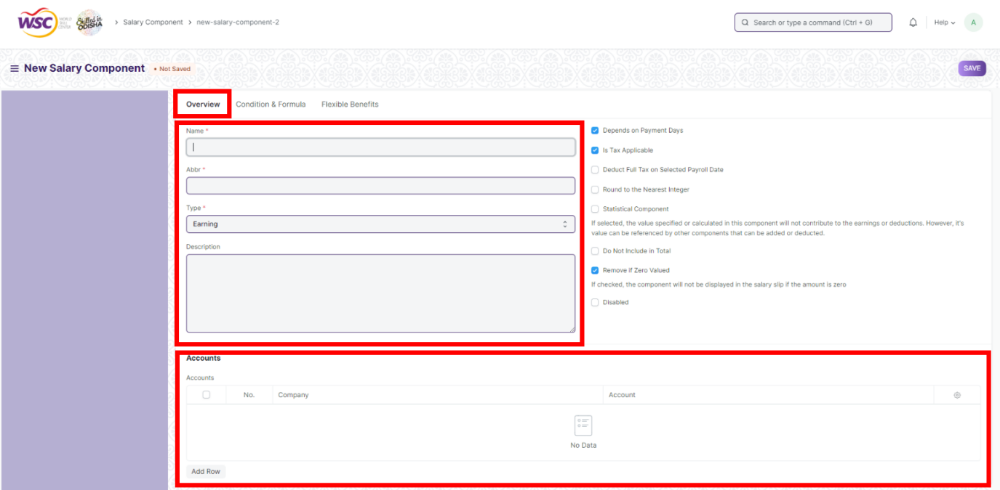 WSC WORLD SKILL CENTER Skilled in ODISHA > Salary Component > new-salary-component-2 Search or type a command (Ctrl + G) Help A
New Salary Component • Not Saved SAVE
Overview Condition & Formula Flexible Benefits
Name *
Abbr *
Type *
Earning
Description
Depends on Payment Days
Is Tax Applicable
Deduct Full Tax on Selected Payroll Date
Round to the Nearest Integer
Statistical Component
If selected, the value specified or calculated in this component will not contribute to the earnings or deductions. However, it's
value can be referenced by other components that can be added or deducted.
Do Not Include in Total
Remove if Zero Valued
If checked, the component will not be displayed in the salary slip if the amount is zero
Disabled
Accounts
Accounts
No. Company Account
No Data
Add Row